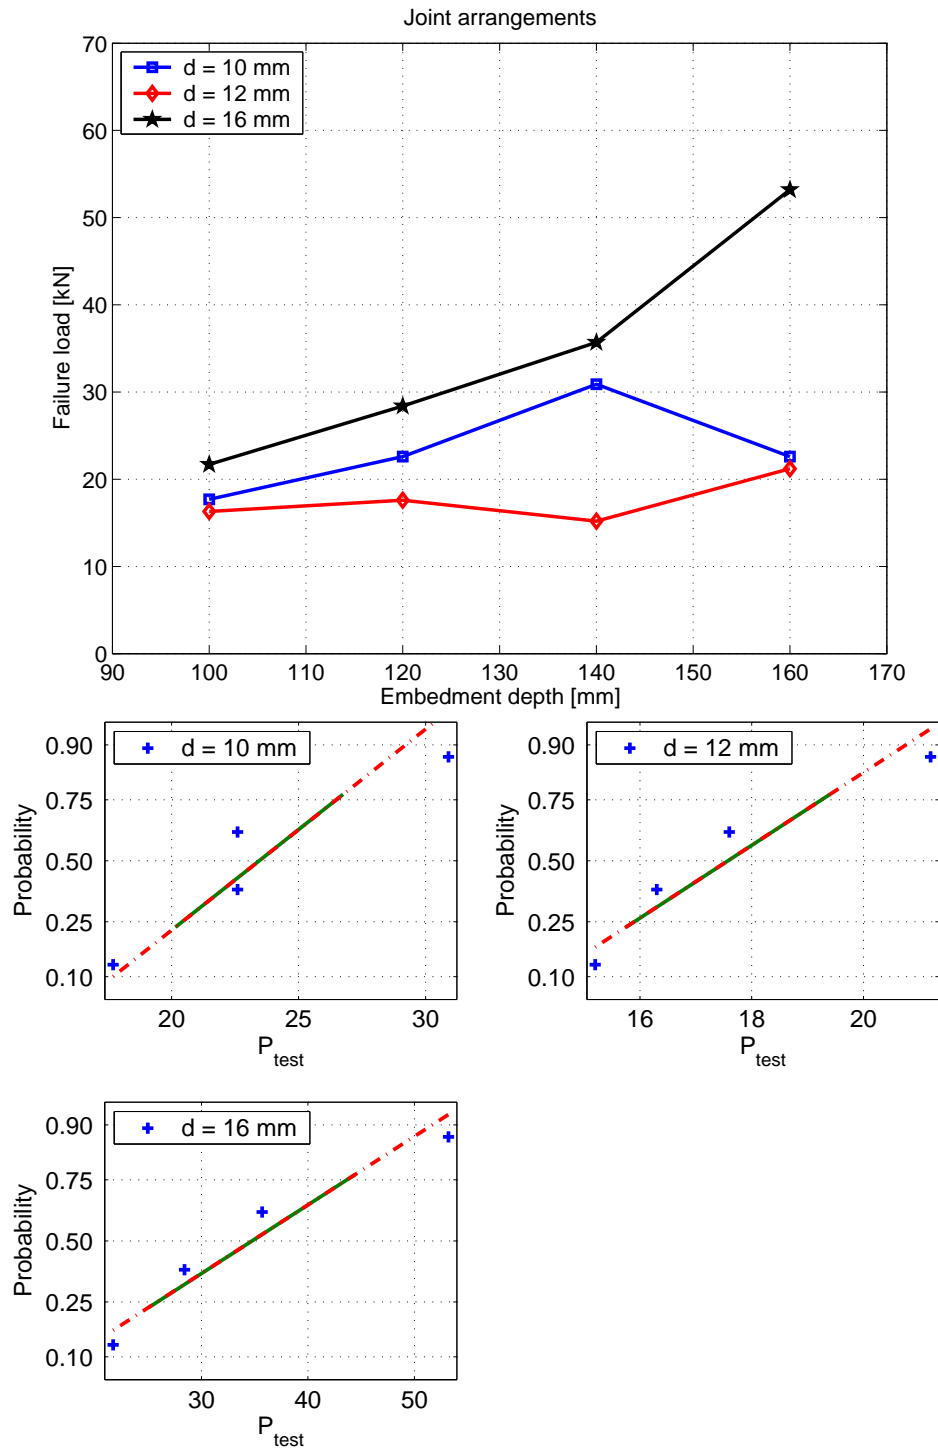 Joint arrangements
70
60
50
40
30
20
10
0
Failure load [kN]
d = 10 mm
d = 12 mm
d = 16 mm
90 100 110 120 130 140 150 160 170
Embedment depth [mm]
0.90
0.75
0.50
0.25
0.10
Probability
d = 10 mm
20 25 30
P_test
0.90
0.75
0.50
0.25
0.10
Probability
d = 12 mm
16 18 20
P_test
0.90
0.75
0.50
0.25
0.10
Probability
d = 16 mm
30 40 50
P_test